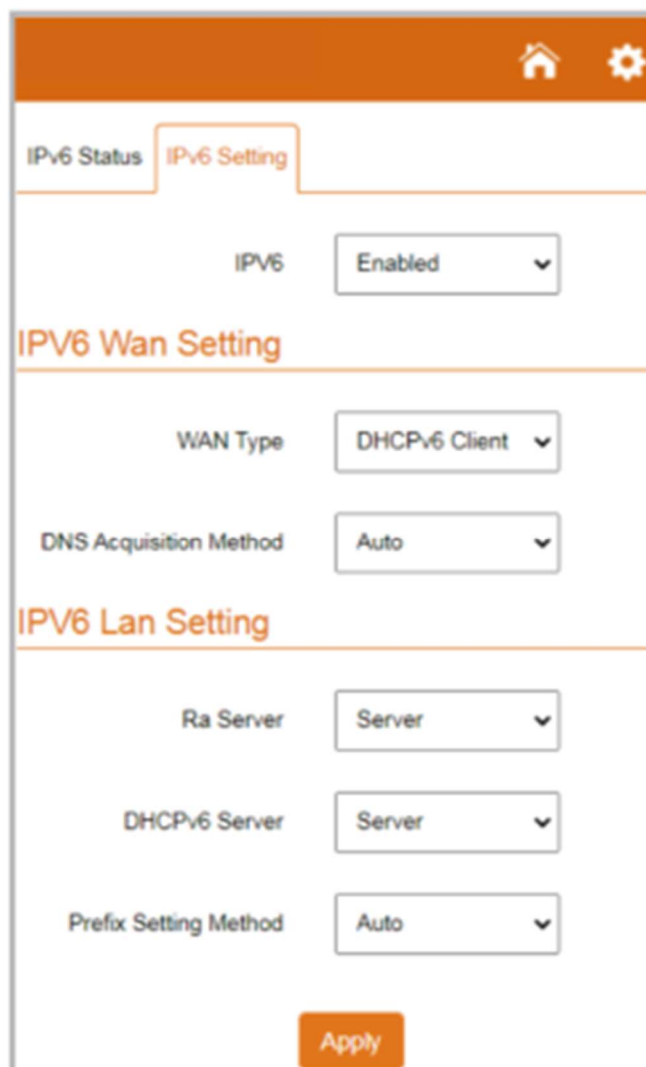 IPv6 Status IPv6 Setting
IPV6 Enabled
IPV6 Wan Setting
WAN Type DHCPv6 Client
DNS Acquisition Method Auto
IPV6 Lan Setting
Ra Server Server
DHCPv6 Server Server
Prefix Setting Method Auto
Apply